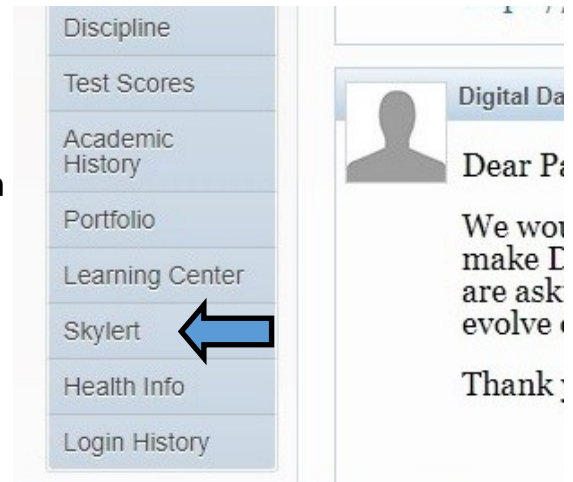 Discipline
Test Scores
Academic
History
Portfolio
Learning Center
Skylert
Health Info
Login History
Digital Da
Dear Pa
We wou
make D
are ask
evolve
Thank